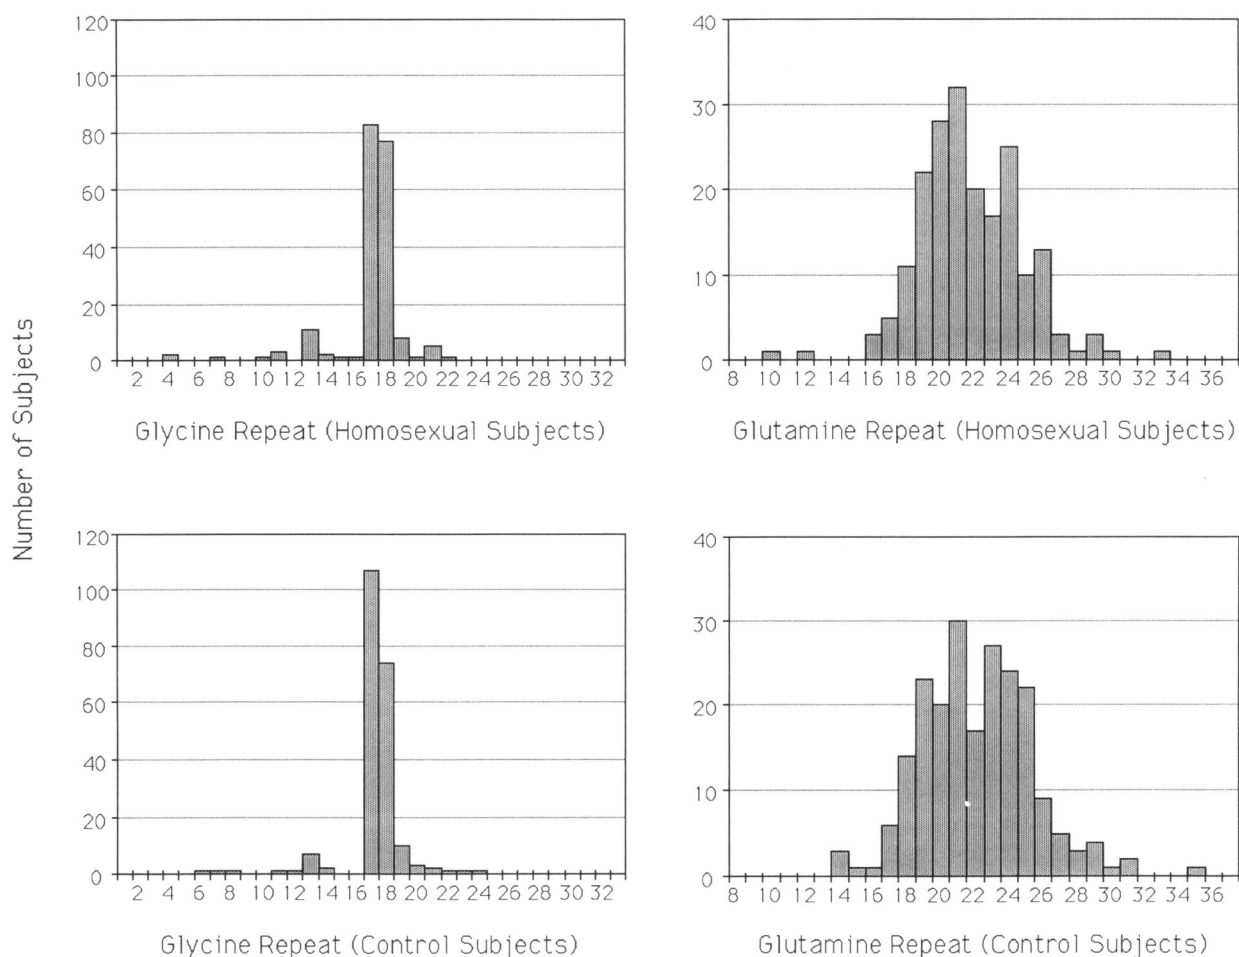 Number of Subjects
120
100
80
60
40
20
0
2 4 6 8 10 12 14 16 18 20 22 24 26 28 30 32
Glycine Repeat (Homosexual Subjects)
40
30
20
10
0
8 10 12 14 16 18 20 22 24 26 28 30 32 34 36
Glutamine Repeat (Homosexual Subjects)
120
100
80
60
40
20
0
2 4 6 8 10 12 14 16 18 20 22 24 26 28 30 32
Glycine Repeat (Control Subjects)
40
30
20
10
0
8 10 12 14 16 18 20 22 24 26 28 30 32 34 36
Glutamine Repeat (Control Subjects)